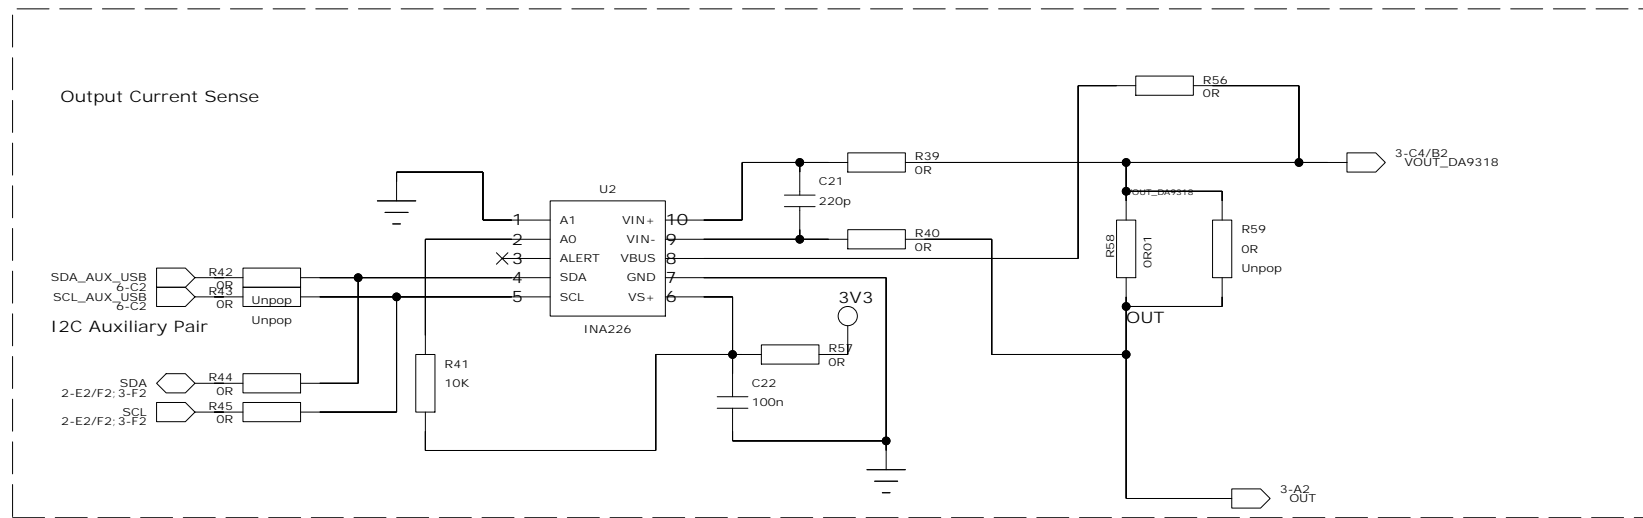 Output Current Sense
R56
0R
3-C4/B2
VOUT_DA9318
R39
0R
C21
220p
U2
OUT_DA9318
1 A1 VIN+ 10
2 A0 VIN- 9
3 ALERT VBUS 8
4 SDA GND 7
5 SCL VS+ 6
INA226
R40
0R
R58
0R01
R59
0R
Unpop
SDA_AUX_USB
6-C2
R42
0R
Unpop
SCL_AUX_USB
6-C2
R43
0R
Unpop
I2C Auxiliary Pair
3V3
OUT
R57
0R
R41
10K
C22
100n
SDA
2-E2/F2;3-F2
R44
0R
SCL
2-E2/F2;3-F2
R45
0R
3-A2
OUT